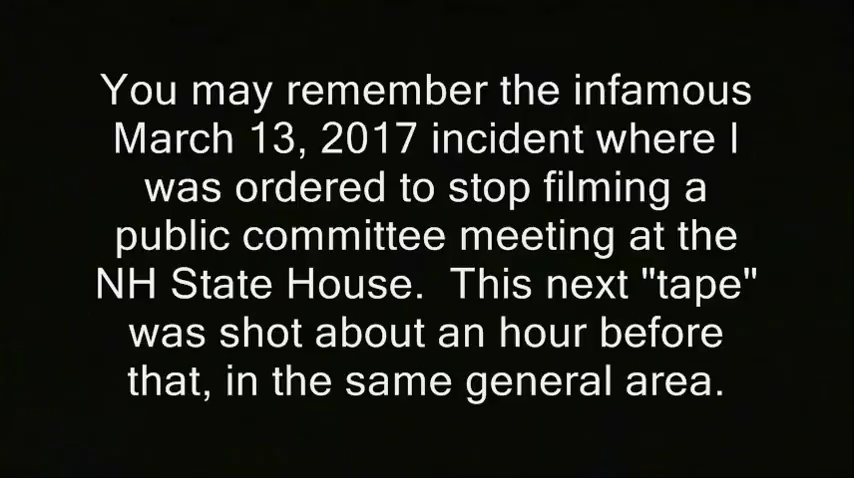 You may remember the infamous
March 13, 2017 incident where I
was ordered to stop filming a
public committee meeting at the
NH State House.  This next "tape"
was shot about an hour before
that, in the same general area.